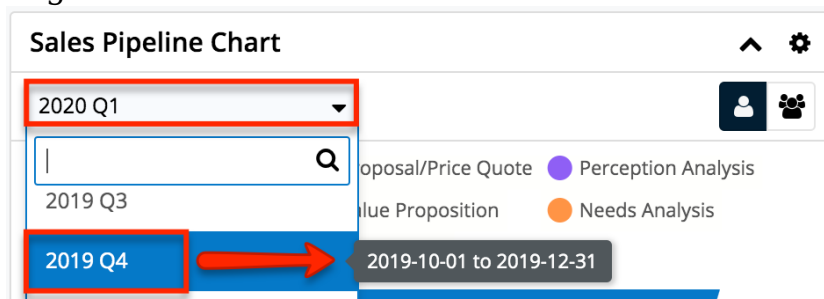 Sales Pipeline Chart
2020 Q1
oposal/Price Quote Perception Analysis
2019 Q3
lue Proposition Needs Analysis
2019 Q4
2019-10-01 to 2019-12-31